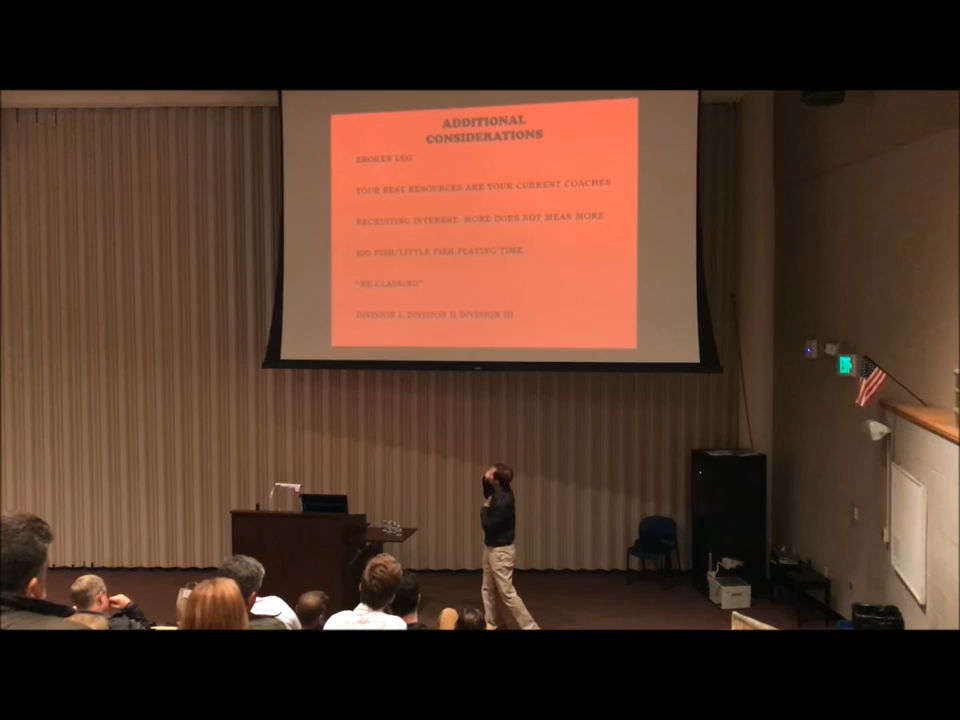 ADDITIONAL
CONSIDERATIONS
BROKEN LEG
YOUR BEST RESOURCES ARE YOUR CURRENT COACHES
RECRUITING INTEREST: MORE DOES NOT MEAN MORE
BIG FISH/LITTLE FISH-PLAYING TIME
"RE-CLASSING"
DIVISION I, DIVISION II, DIVISION III
EXIT